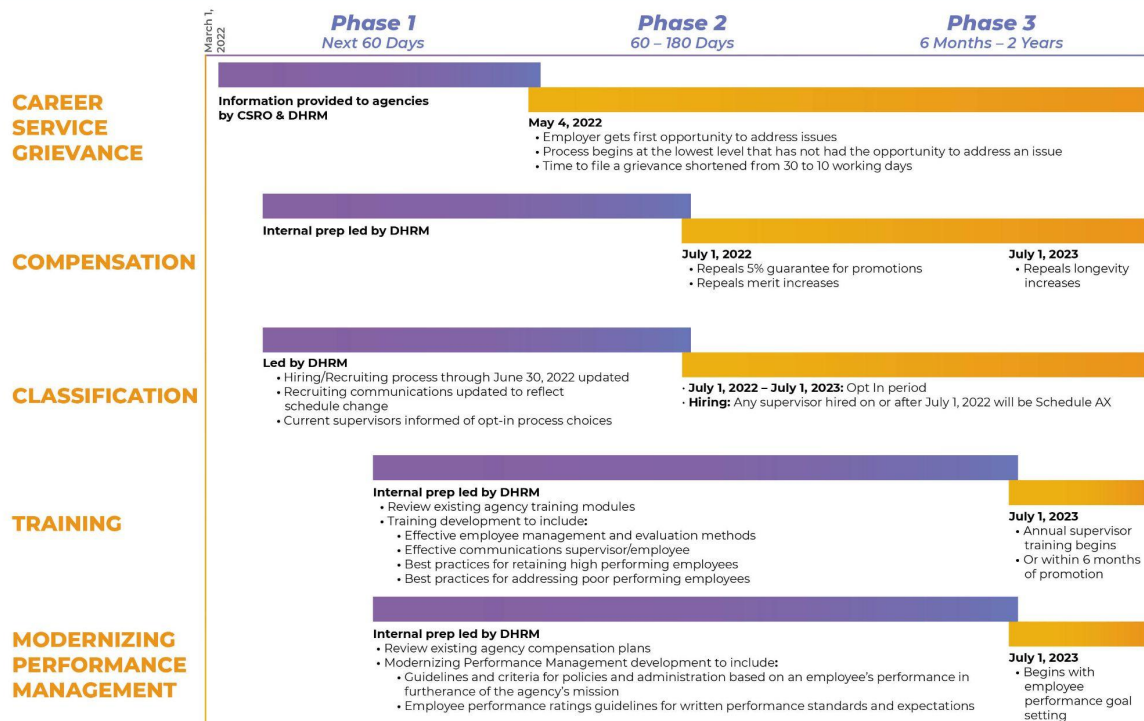 March 1,
2022
Phase 1
Next 60 Days
Phase 2
60 – 180 Days
Phase 3
6 Months – 2 Years
CAREER
SERVICE
GRIEVANCE
Information provided to agencies
by CSRO & DHRM
May 4, 2022
• Employer gets first opportunity to address issues
• Process begins at the lowest level that has not had the opportunity to address an issue
• Time to file a grievance shortened from 30 to 10 working days
COMPENSATION
Internal prep led by DHRM
July 1, 2022
• Repeals 5% guarantee for promotions
• Repeals merit increases
July 1, 2023
• Repeals longevity
increases
CLASSIFICATION
Led by DHRM
• Hiring/Recruiting process through June 30, 2022 updated
• Recruiting communications updated to reflect
schedule change
• Current supervisors informed of opt-in process choices
· July 1, 2022 – July 1, 2023: Opt In period
· Hiring: Any supervisor hired on or after July 1, 2022 will be Schedule AX
TRAINING
Internal prep led by DHRM
• Review existing agency training modules
• Training development to include:
• Effective employee management and evaluation methods
• Effective communications supervisor/employee
• Best practices for retaining high performing employees
• Best practices for addressing poor performing employees
July 1, 2023
• Annual supervisor
training begins
• Or within 6 months
of promotion
MODERNIZING
PERFORMANCE
MANAGEMENT
Internal prep led by DHRM
• Review existing agency compensation plans
• Modernizing Performance Management development to include:
• Guidelines and criteria for policies and administration based on an employee's performance in
furtherance of the agency's mission
• Employee performance ratings guidelines for written performance standards and expectations
July 1, 2023
• Begins with
employee
performance goal
setting